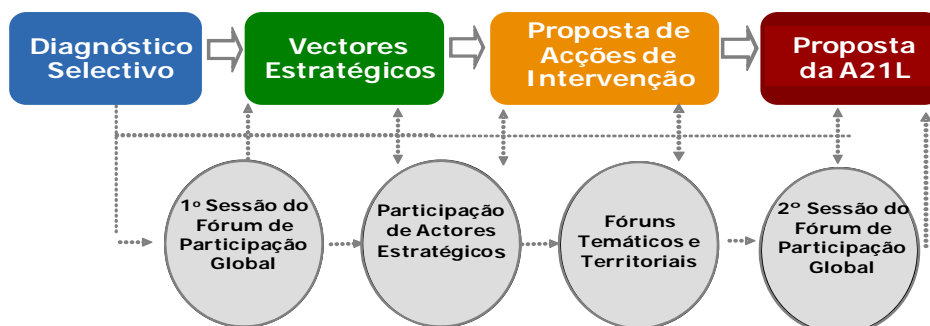 Diagnóstico
Selectivo
Vectores
Estratégicos
Proposta de
Acções de
Intervenção
Proposta
da A21L
1º Sessão do
Fórum de
Participação
Global
Participação
de Actores
Estratégicos
Fóruns
Temáticos e
Territoriais
2º Sessão do
Fórum de
Participação
Global